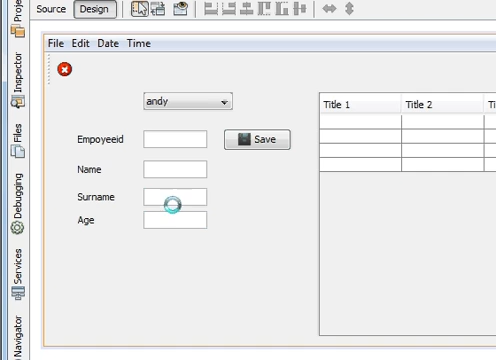 Source Design
File Edit Date Time
andy
Title 1 Title 2
Empoyeeid Save
Name
Surname
Age
Inspector
Files
Debugging
Services
Navigator